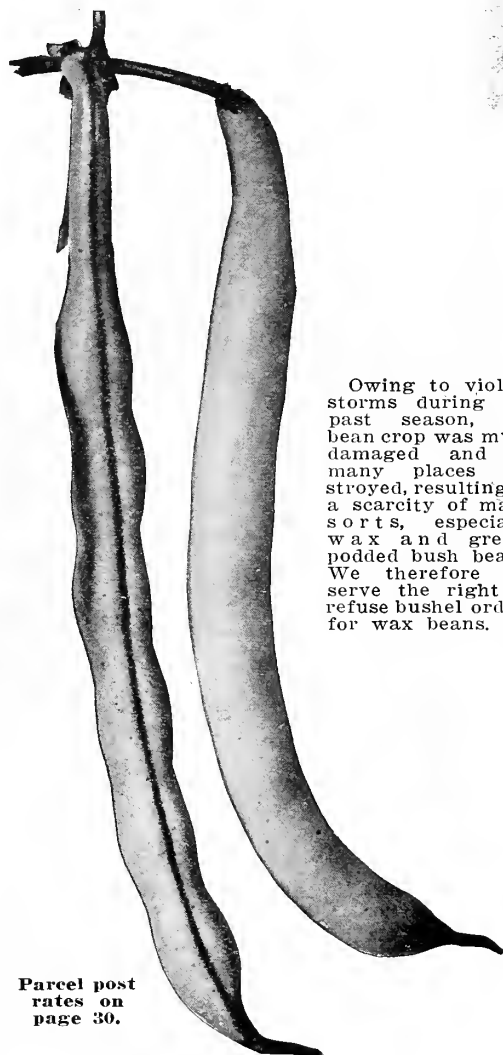 Owing to viol
storms during
past season,
bean crop was m
damaged and
many places
stroyed, resulting
a scarcity of ma
sorts, especia
wax and gre
podded bush bea
We therefore
serve the right
refuse bushel ord
for wax beans.
Parcel post
rates on
page 30.